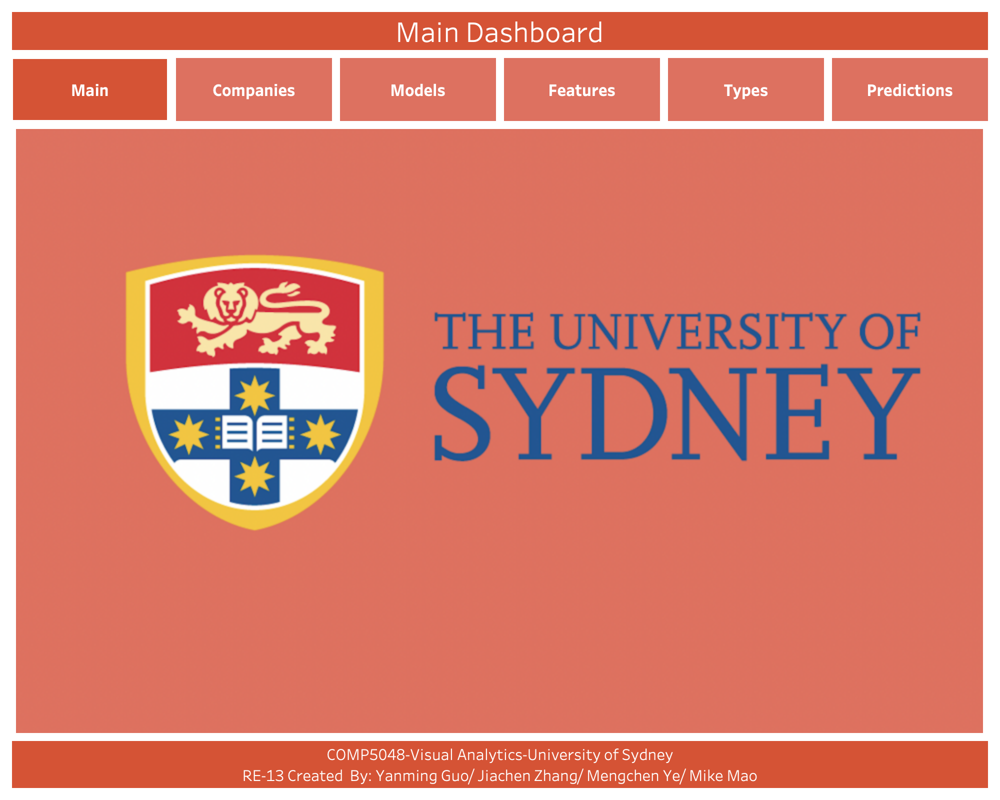 Main Dashboard
Main
Companies
Models
Features
Types
Predictions
THE UNIVERSITY OF
SYDNEY
COMP5048-Visual Analytics-University of Sydney
RE-13 Created  By: Yanming Guo/ Jiachen Zhang/ Mengchen Ye/ Mike Mao